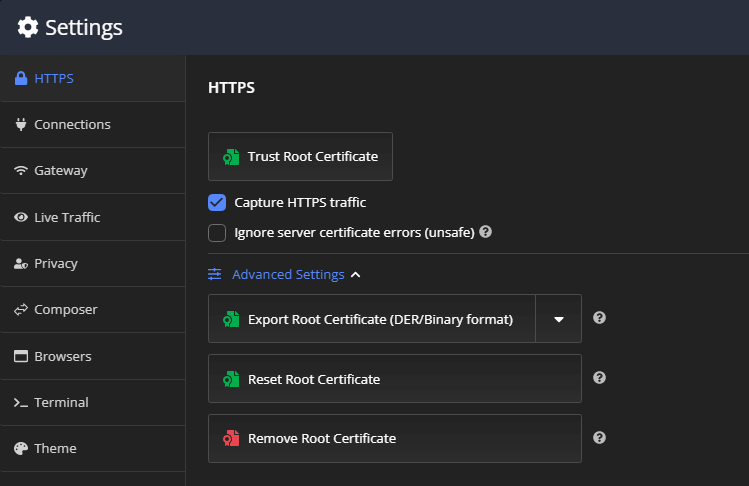 Settings
HTTPS
Connections
Gateway
Live Traffic
Privacy
Composer
Browsers
Terminal
Theme
HTTPS
Trust Root Certificate
Capture HTTPS traffic
Ignore server certificate errors (unsafe) ?
Advanced Settings
Export Root Certificate (DER/Binary format) ?
Reset Root Certificate ?
Remove Root Certificate ?